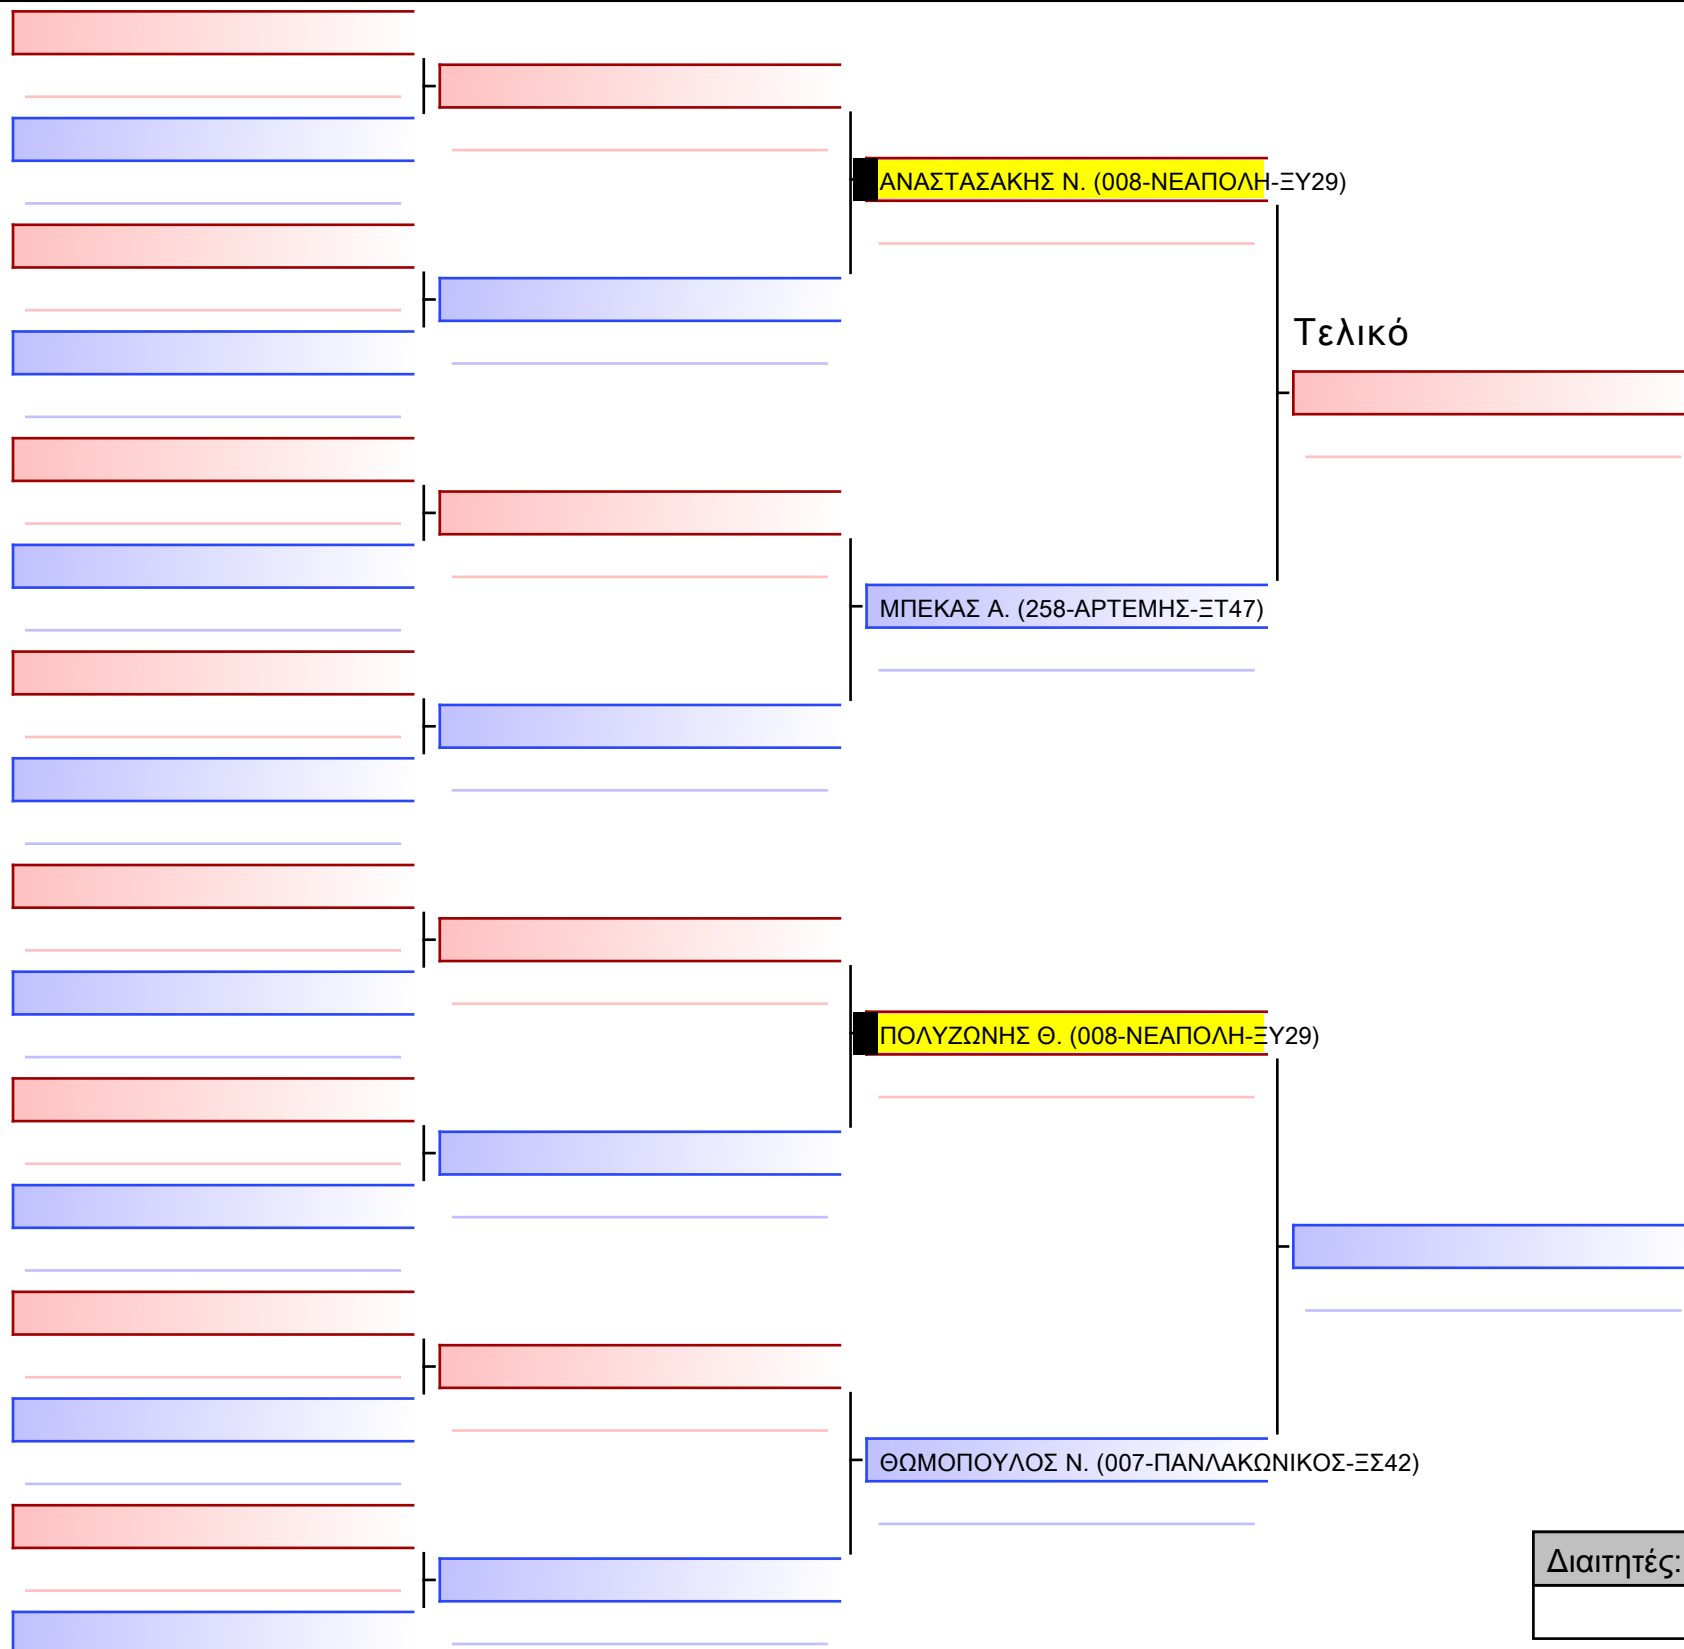 ΑΝΑΣΤΑΣΑΚΗΣ Ν. (008-ΝΕΑΠΟΛΗ-ΞΥ29)
Τελικό
ΜΠΕΚΑΣ Α. (258-ΑΡΤΕΜΗΣ-ΞΤ47)
ΠΟΛΥΖΩΝΗΣ Θ. (008-ΝΕΑΠΟΛΗ-ΞΥ29)
ΘΩΜΟΠΟΥΛΟΣ Ν. (007-ΠΑΝΛΑΚΩΝΙΚΟΣ-ΞΣ42)
Διαιτητές: